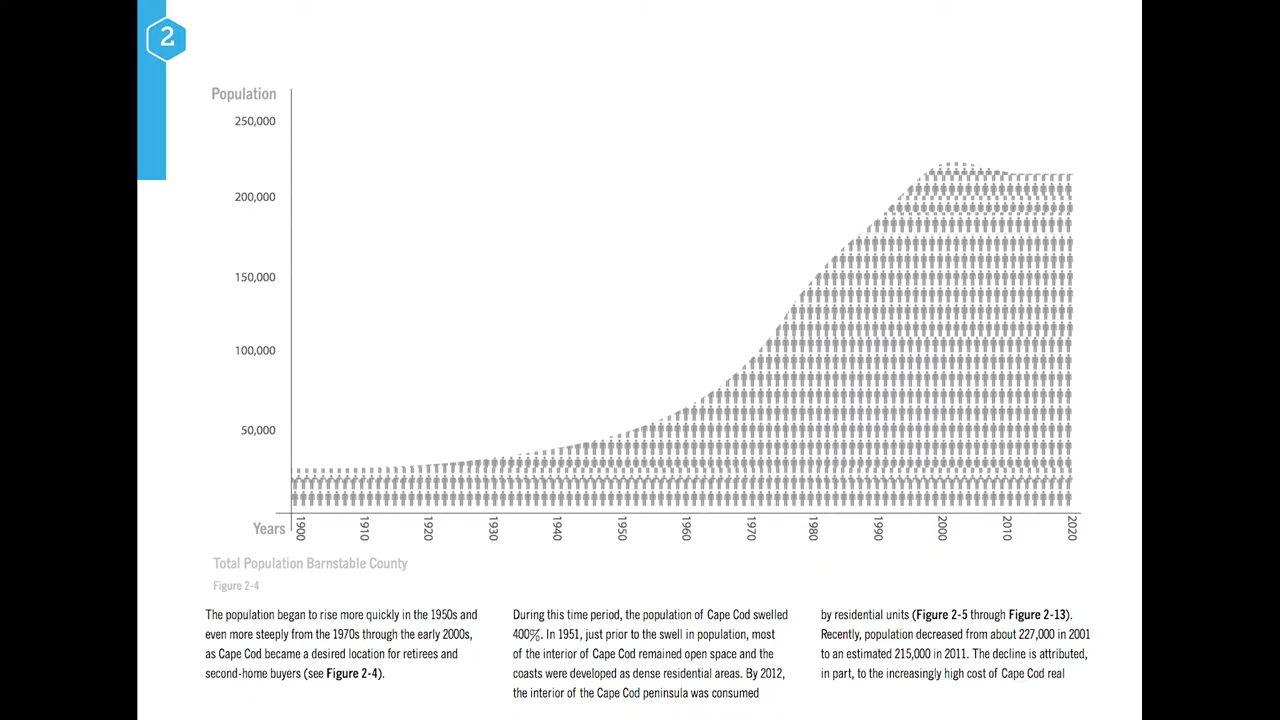 2
Population
250,000
200,000
150,000
100,000
50,000
Years
1900
1910
1920
1930
1940
1950
1960
1970
1980
1990
2000
2010
2020
Total Population Barnstable County
Figure 2-4
The population began to rise more quickly in the 1950s and
even more steeply from the 1970s through the early 2000s,
as Cape Cod became a desired location for retirees and
second-home buyers (see Figure 2-4).
During this time period, the population of Cape Cod swelled
400%. In 1951, just prior to the swell in population, most
of the interior of Cape Cod remained open space and the
coasts were developed as dense residential areas. By 2012,
the interior of the Cape Cod peninsula was consumed
by residential units (Figure 2-5 through Figure 2-13).
Recently, population decreased from about 227,000 in 2001
to an estimated 215,000 in 2011. The decline is attributed,
in part, to the increasingly high cost of Cape Cod real